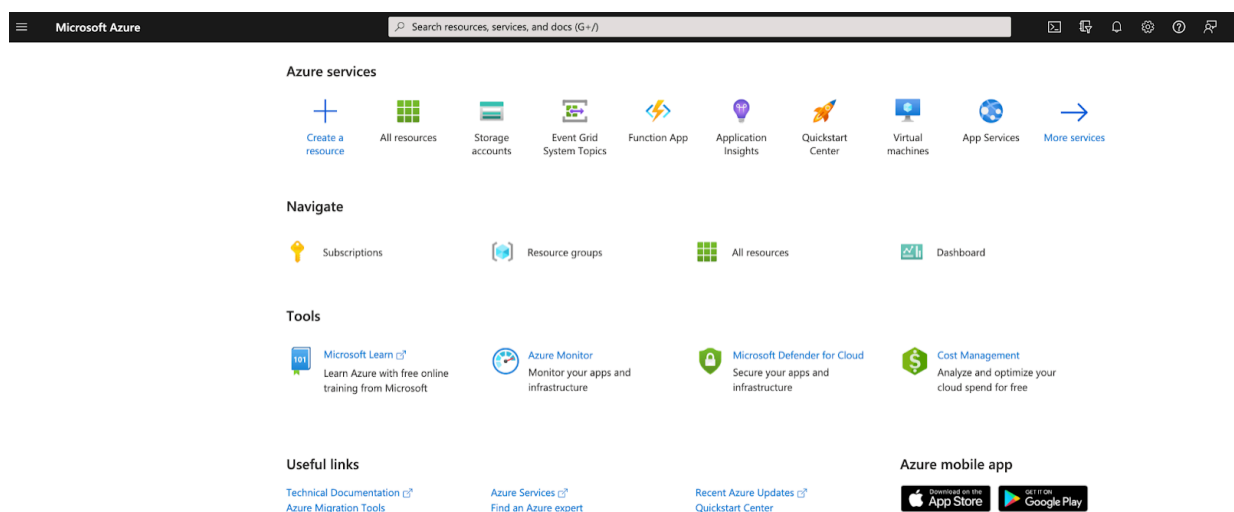 Microsoft Azure
Search resources, services, and docs (G+/)
Azure services
Create a resource
All resources
Storage accounts
Event Grid System Topics
Function App
Application Insights
Quickstart Center
Virtual machines
App Services
More services
Navigate
Subscriptions
Resource groups
All resources
Dashboard
Tools
101
Microsoft Learn
Learn Azure with free online
training from Microsoft
Azure Monitor
Monitor your apps and
infrastructure
Microsoft Defender for Cloud
Secure your apps and
infrastructure
Cost Management
Analyze and optimize your
cloud spend for free
Useful links
Technical Documentation
Azure Services
Recent Azure Updates
Azure Migration Tools
Find an Azure expert
Quickstart Center
Azure mobile app
Download on the
App Store
GET IT ON
Google Play